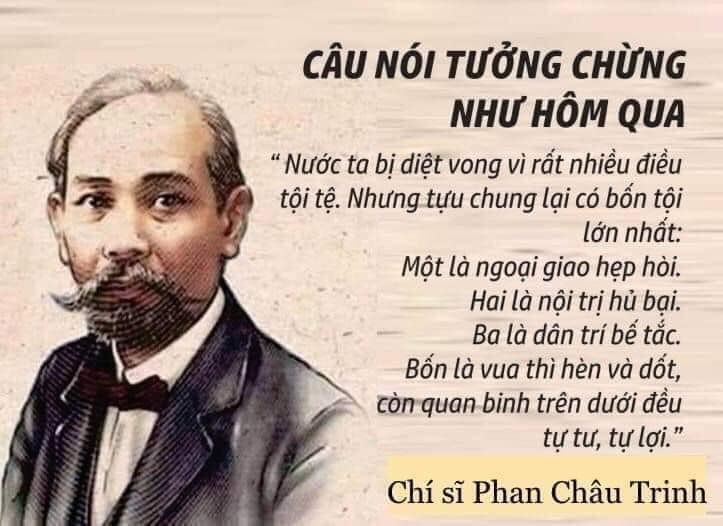 CÂU NÓI TƯỞNG CHỪNG
NHƯ HÔM QUA
“ Nước ta bị diệt vong vì rất nhiều điều
tội tệ. Nhưng tựu chung lại có bốn tội
lớn nhất:
Một là ngoại giao hẹp hòi.
Hai là nội trị hủ bại.
Ba là dân trí bế tắc.
Bốn là vua thì hèn và dốt,
còn quan binh trên dưới đều
tự tư, tự lợi.”
Chí sĩ Phan Châu Trinh